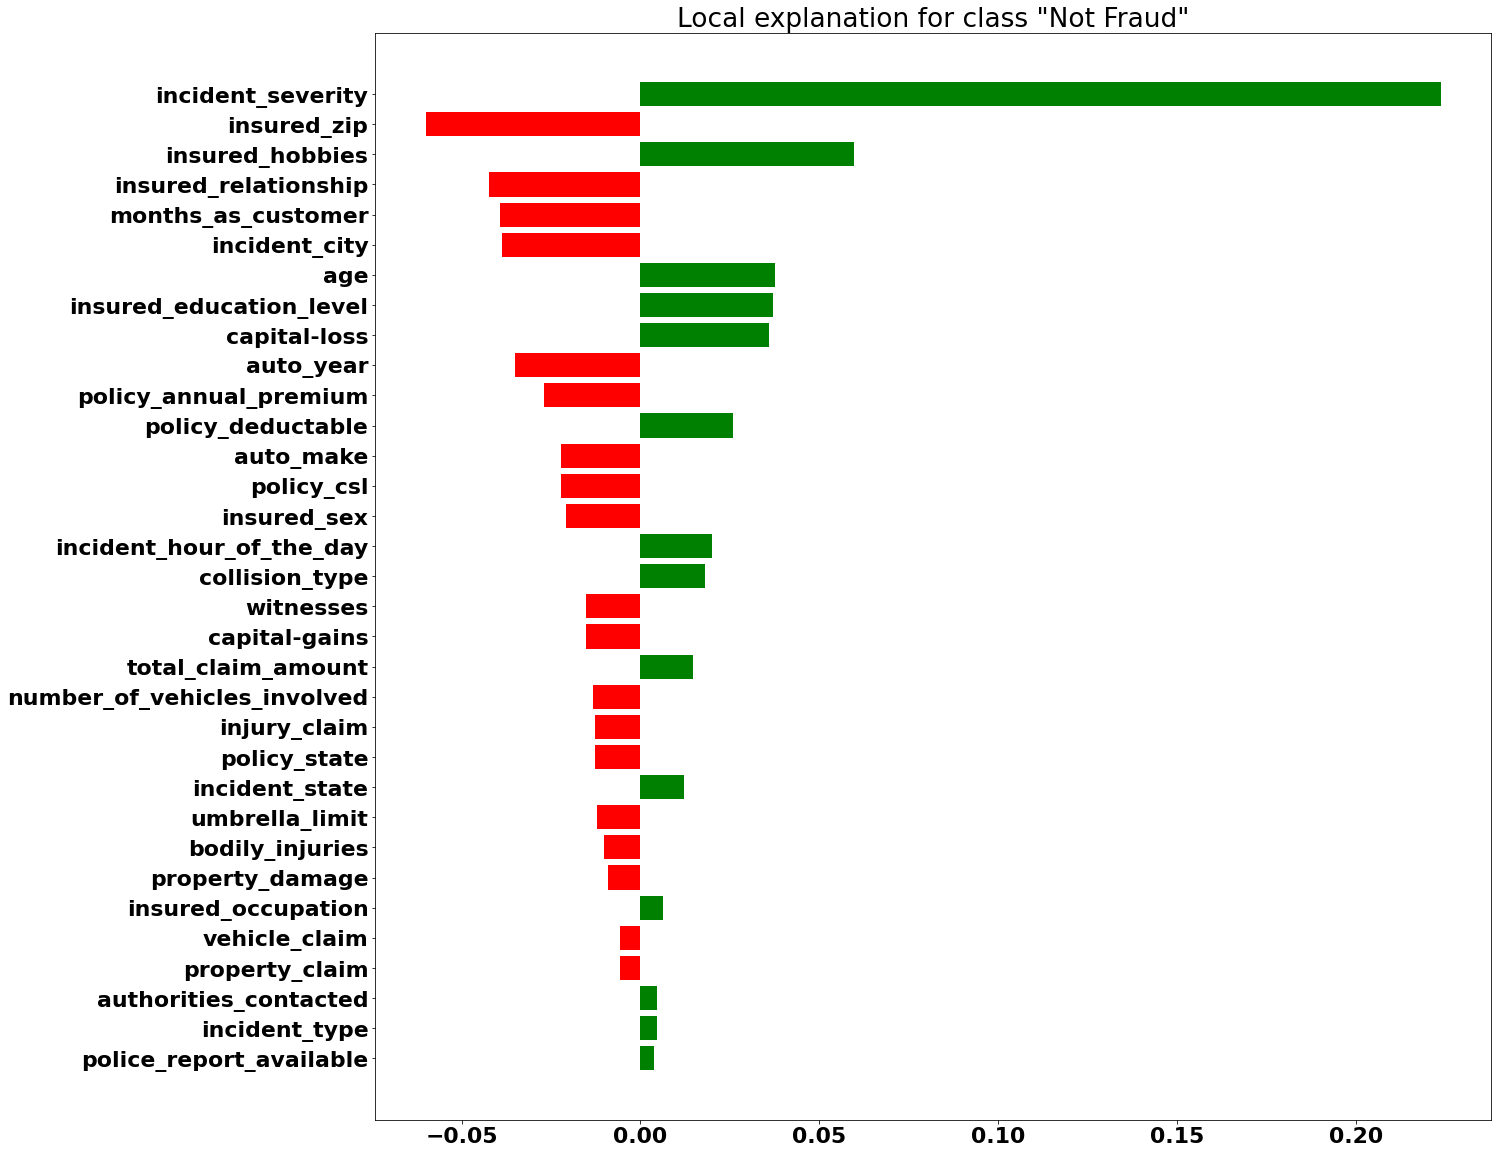 Local explanation for class "Not Fraud"
incident_severity
insured_zip
insured_hobbies
insured_relationship
months_as_customer
incident_city
age
insured_education_level
capital-loss
auto_year
policy_annual_premium
policy_deductable
auto_make
policy_csl
insured_sex
incident_hour_of_the_day
collision_type
witnesses
capital-gains
total_claim_amount
number_of_vehicles_involved
injury_claim
policy_state
incident_state
umbrella_limit
bodily_injuries
property_damage
insured_occupation
vehicle_claim
property_claim
authorities_contacted
incident_type
police_report_available
−0.05 0.00 0.05 0.10 0.15 0.20